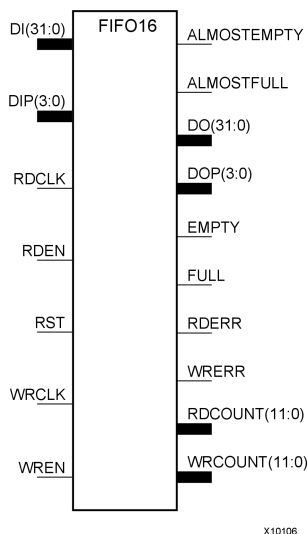 FIFO16
DI(31:0)
DIP(3:0)
RDCLK
RDEN
RST
WRCLK
WREN
ALMOSTEMPTY
ALMOSTFULL
DO(31:0)
DOP(3:0)
EMPTY
FULL
RDERR
WRERR
RDCOUNT(11:0)
WRCOUNT(11:0)
X10106